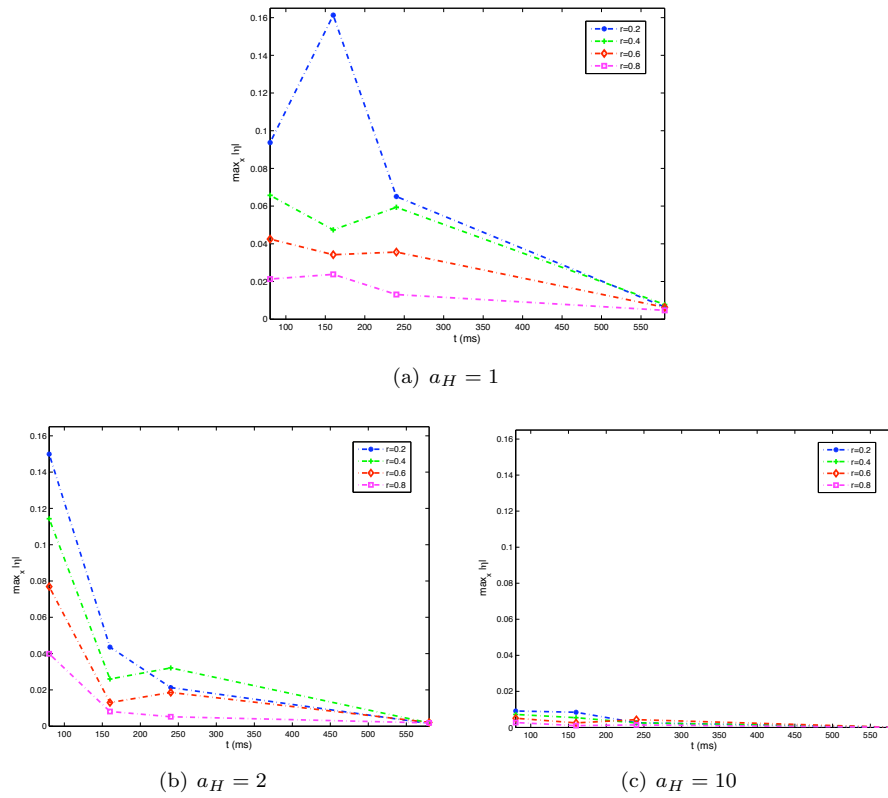 0.16
0.14
0.12
0.1
0.08
0.06
0.04
0.02
0
max_x |η|
r=0.2
r=0.4
r=0.6
r=0.8
100 150 200 250 300 350 400 450 500 550
t (ms)
(a) a_H = 1
0.16
0.14
0.12
0.1
0.08
0.06
0.04
0.02
0
max_x |η|
r=0.2
r=0.4
r=0.6
r=0.8
100 150 200 250 300 350 400 450 500 550
t (ms)
(b) a_H = 2
0.16
0.14
0.12
0.1
0.08
0.06
0.04
0.02
0
max_x |η|
r=0.2
r=0.4
r=0.6
r=0.8
100 150 200 250 300 350 400 450 500 550
t (ms)
(c) a_H = 10